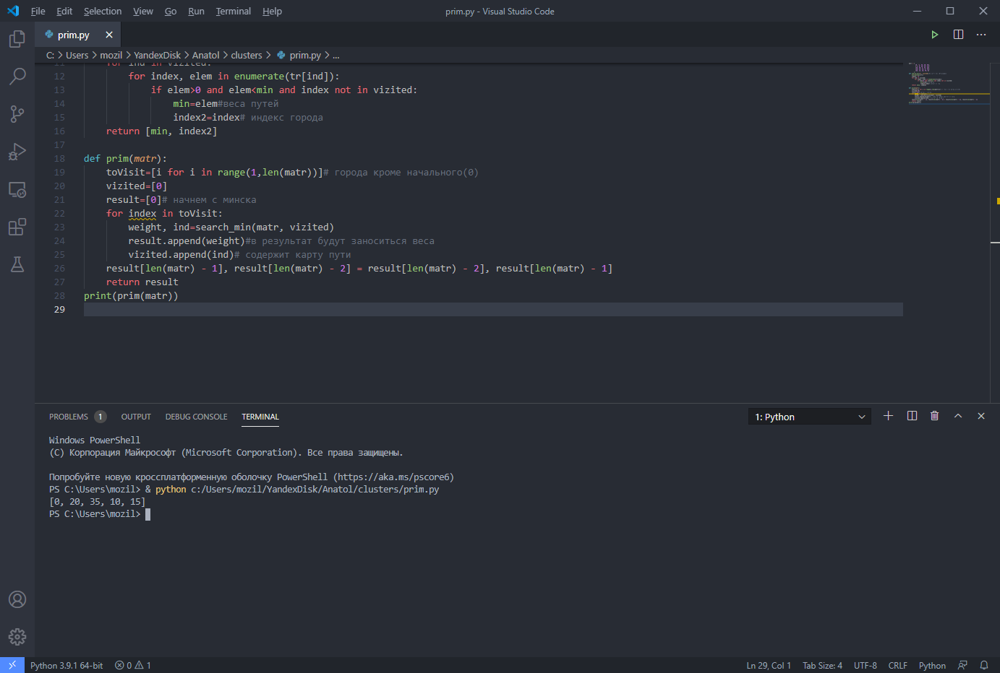 File Edit Selection View Go Run Terminal Help prim.py - Visual Studio Code
prim.py
C: Users mozil YandexDisk Anatol clusters prim.py ...
11 for ind in vizited:
12 for index, elem in enumerate(tr[ind]):
13 if elem>0 and elem<min and index not in vizited:
14 min=elem#веса путей
15 index2=index# индекс города
16 return [min, index2]
17
18 def prim(matr):
19 toVisit=[i for i in range(1,len(matr))]# города кроме начального(0)
20 vizited=[0]
21 result=[0]# начнем с минска
22 for index in toVisit:
23 weight, ind=search_min(matr, vizited)
24 result.append(weight)#в результат будут заноситься веса
25 vizited.append(ind)# содержит карту пути
26 result[len(matr) - 1], result[len(matr) - 2] = result[len(matr) - 2], result[len(matr) - 1]
27 return result
28 print(prim(matr))
29
PROBLEMS 1 OUTPUT DEBUG CONSOLE TERMINAL 1: Python
Windows PowerShell
(C) Корпорация Майкрософт (Microsoft Corporation). Все права защищены.
Попробуйте новую кроссплатформенную оболочку PowerShell (https://aka.ms/pscore6)
PS C:\Users\mozil> & python c:/Users/mozil/YandexDisk/Anatol/clusters/prim.py
[0, 20, 35, 10, 15]
PS C:\Users\mozil>
Python 3.9.1 64-bit 0 1 Ln 29, Col 1 Tab Size: 4 UTF-8 CRLF Python